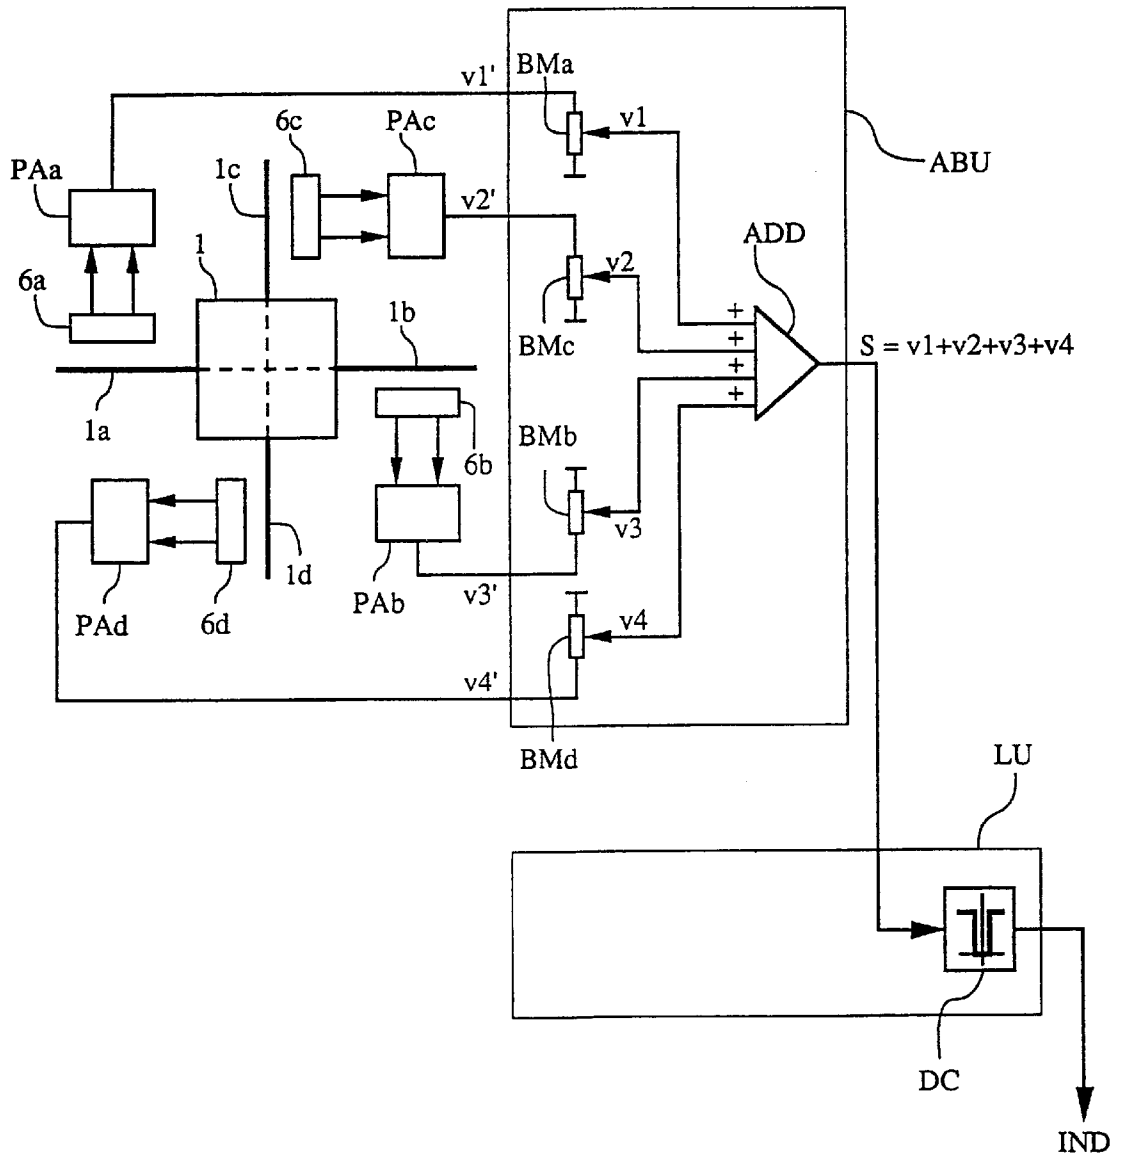 BMa
v1'
v1
6c
PAc
ABU
PAa
1c
v2'
ADD
1
v2
6a
1b
+
BMc
+
S = v1+v2+v3+v4
+
+
1a
BMb
6b
v3
1d
v3'
PAb
PAd
6d
v4
v4'
BMd
LU
DC
IND